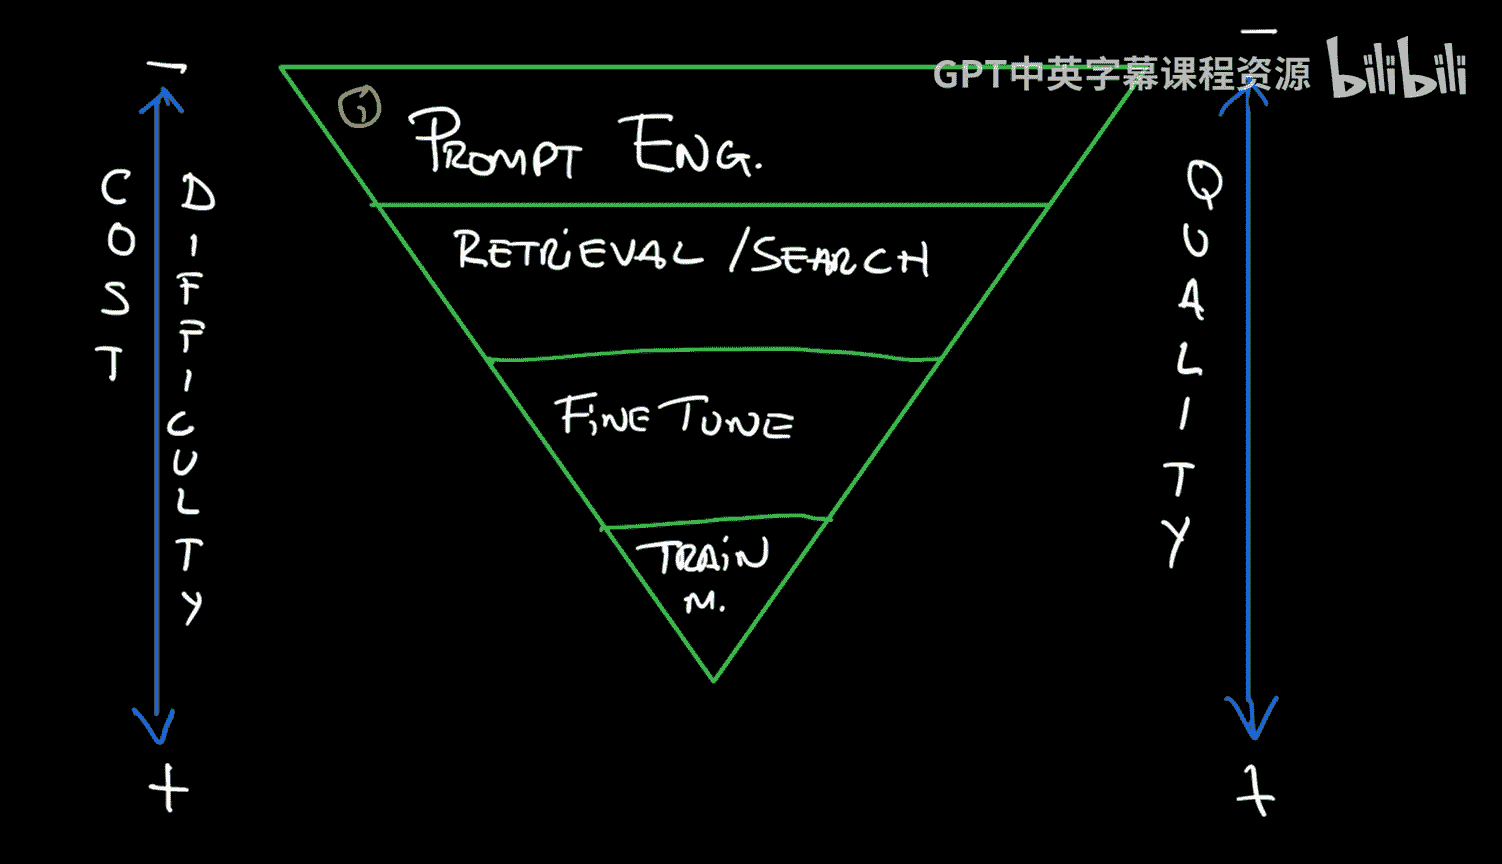 GPT中英字幕课程资源 bilibili
−
−
① PROMPT ENG.
RETRIEVAL / SEARCH
FINE TUNE
TRAIN
M.
COST
DIFFICULTY
QUALITY
+
+